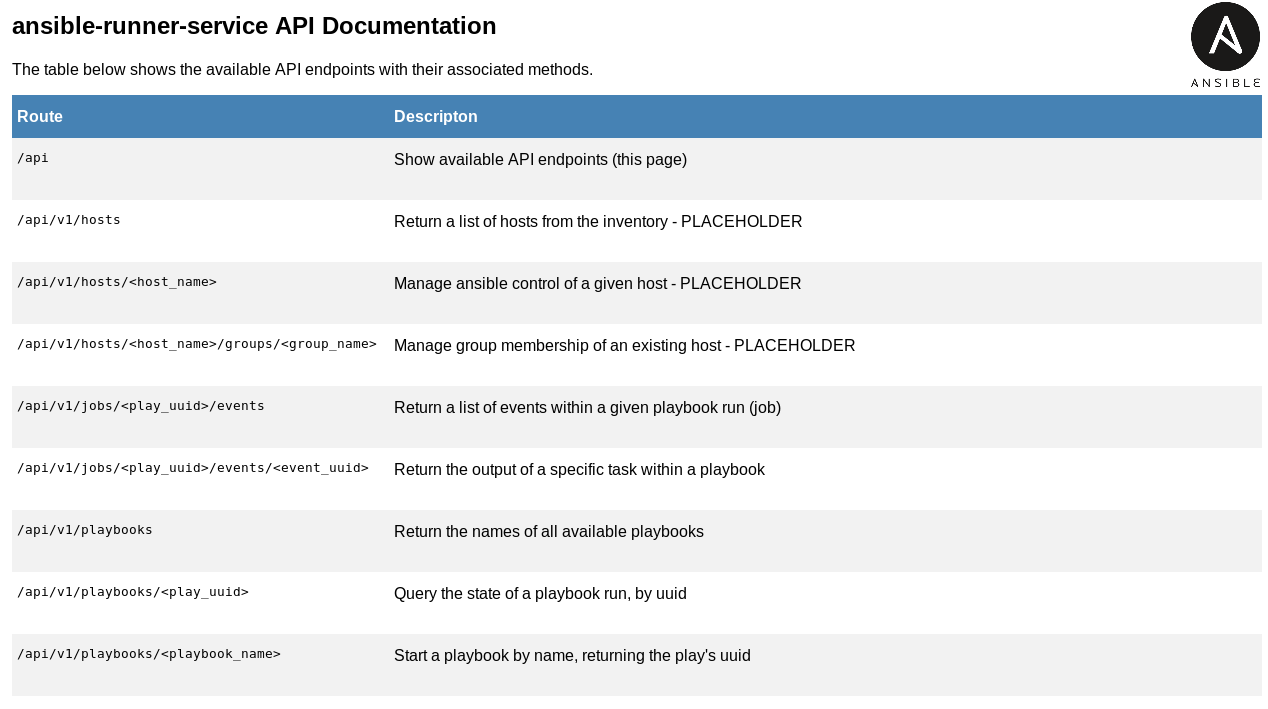 ansible-runner-service API Documentation
ANSIBLE
The table below shows the available API endpoints with their associated methods.
Route Descripton
/api Show available API endpoints (this page)
/api/v1/hosts Return a list of hosts from the inventory - PLACEHOLDER
/api/v1/hosts/<host_name> Manage ansible control of a given host - PLACEHOLDER
/api/v1/hosts/<host_name>/groups/<group_name> Manage group membership of an existing host - PLACEHOLDER
/api/v1/jobs/<play_uuid>/events Return a list of events within a given playbook run (job)
/api/v1/jobs/<play_uuid>/events/<event_uuid> Return the output of a specific task within a playbook
/api/v1/playbooks Return the names of all available playbooks
/api/v1/playbooks/<play_uuid> Query the state of a playbook run, by uuid
/api/v1/playbooks/<playbook_name> Start a playbook by name, returning the play's uuid